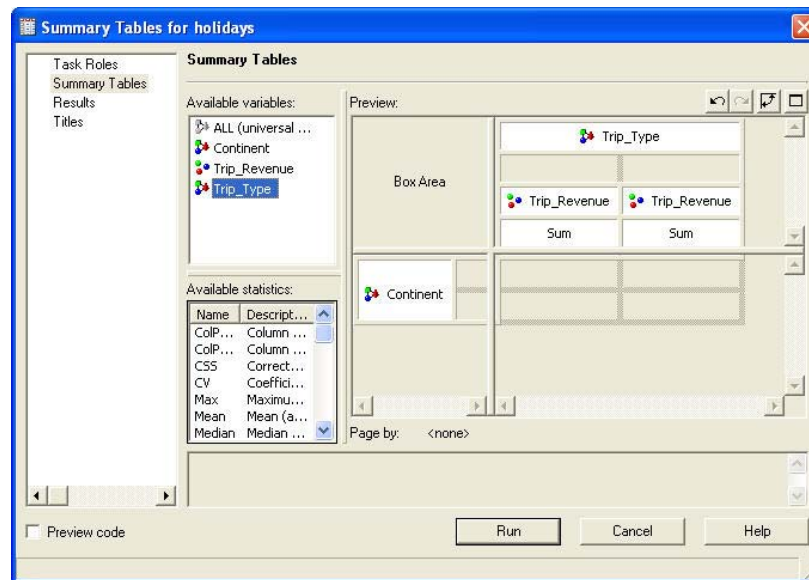 Summary Tables for holidays
Task Roles
Summary Tables
Results
Titles
Summary Tables
Available variables:
ALL (universal ...
Continent
Trip_Revenue
Trip_Type
Available statistics:
Name Descript...
ColP... Column ...
ColP... Column ...
CSS Correct...
CV Coeffici...
Max Maximu...
Mean Mean (a...
Median Median ...
Preview:
Box Area
Trip_Type
Trip_Revenue Trip_Revenue
Sum Sum
Continent
Page by: <none>
Preview code
Run Cancel Help